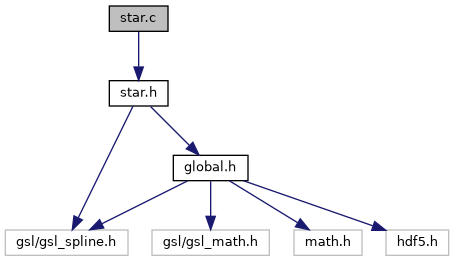 star.c
star.h
global.h
gsl/gsl_spline.h
gsl/gsl_math.h
math.h
hdf5.h